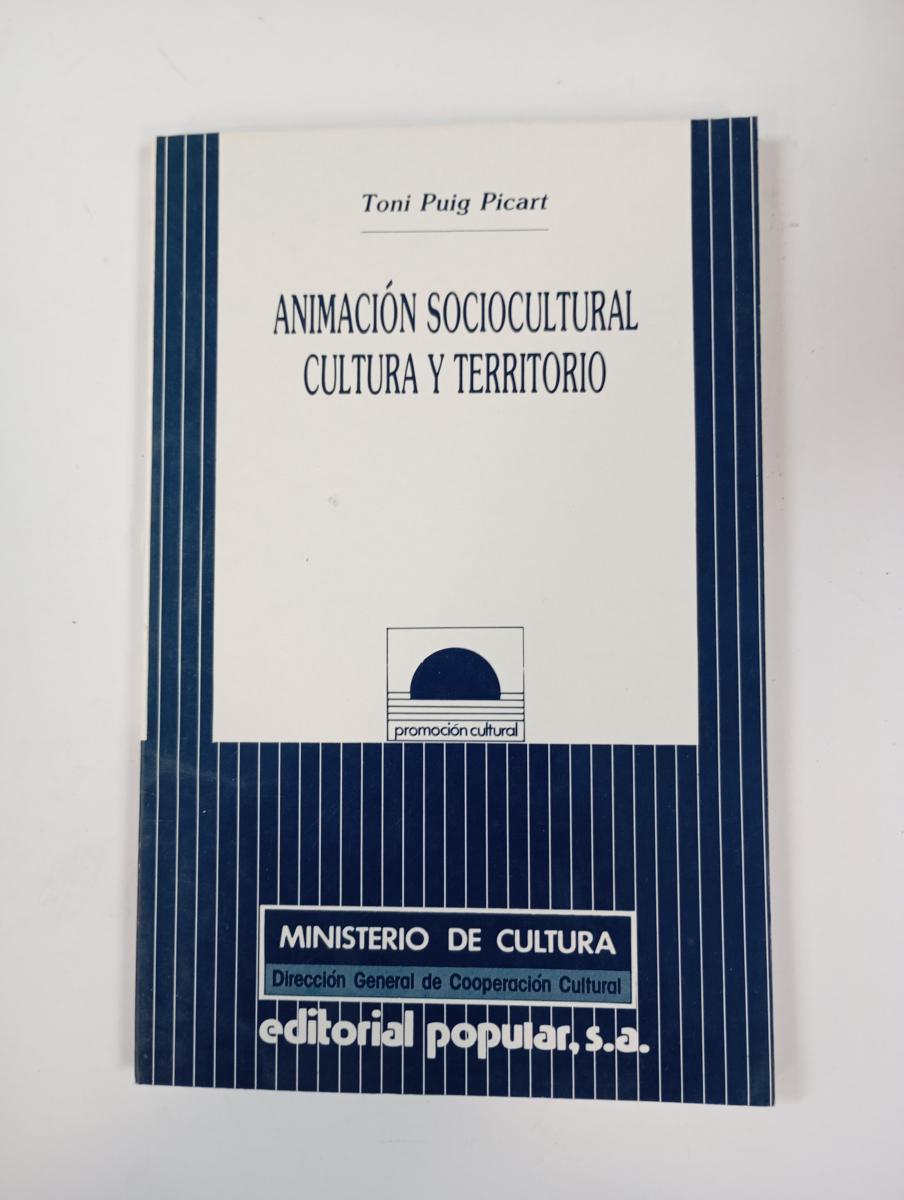 Toni Puig Picart
ANIMACIÓN SOCIOCULTURAL
CULTURA Y TERRITORIO
promoción cultural
MINISTERIO DE CULTURA
Dirección General de Cooperación Cultural
editorial popular, s.a.